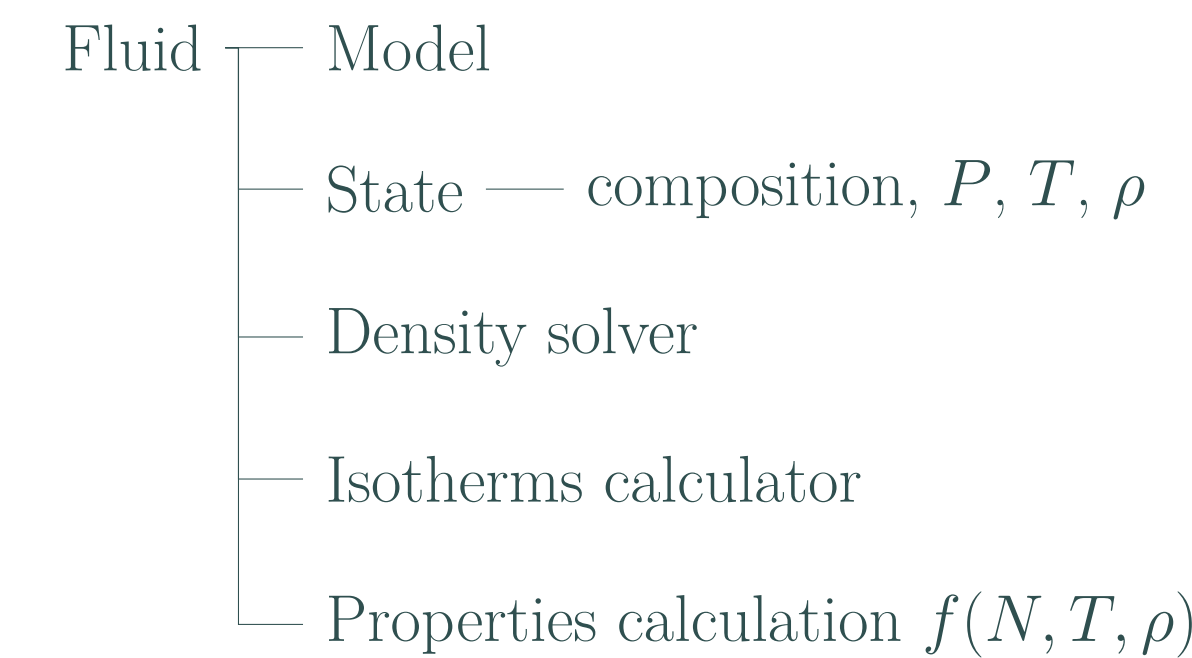 Fluid Model
State composition, P, T, ρ
Density solver
Isotherms calculator
Properties calculation f(N, T, ρ)